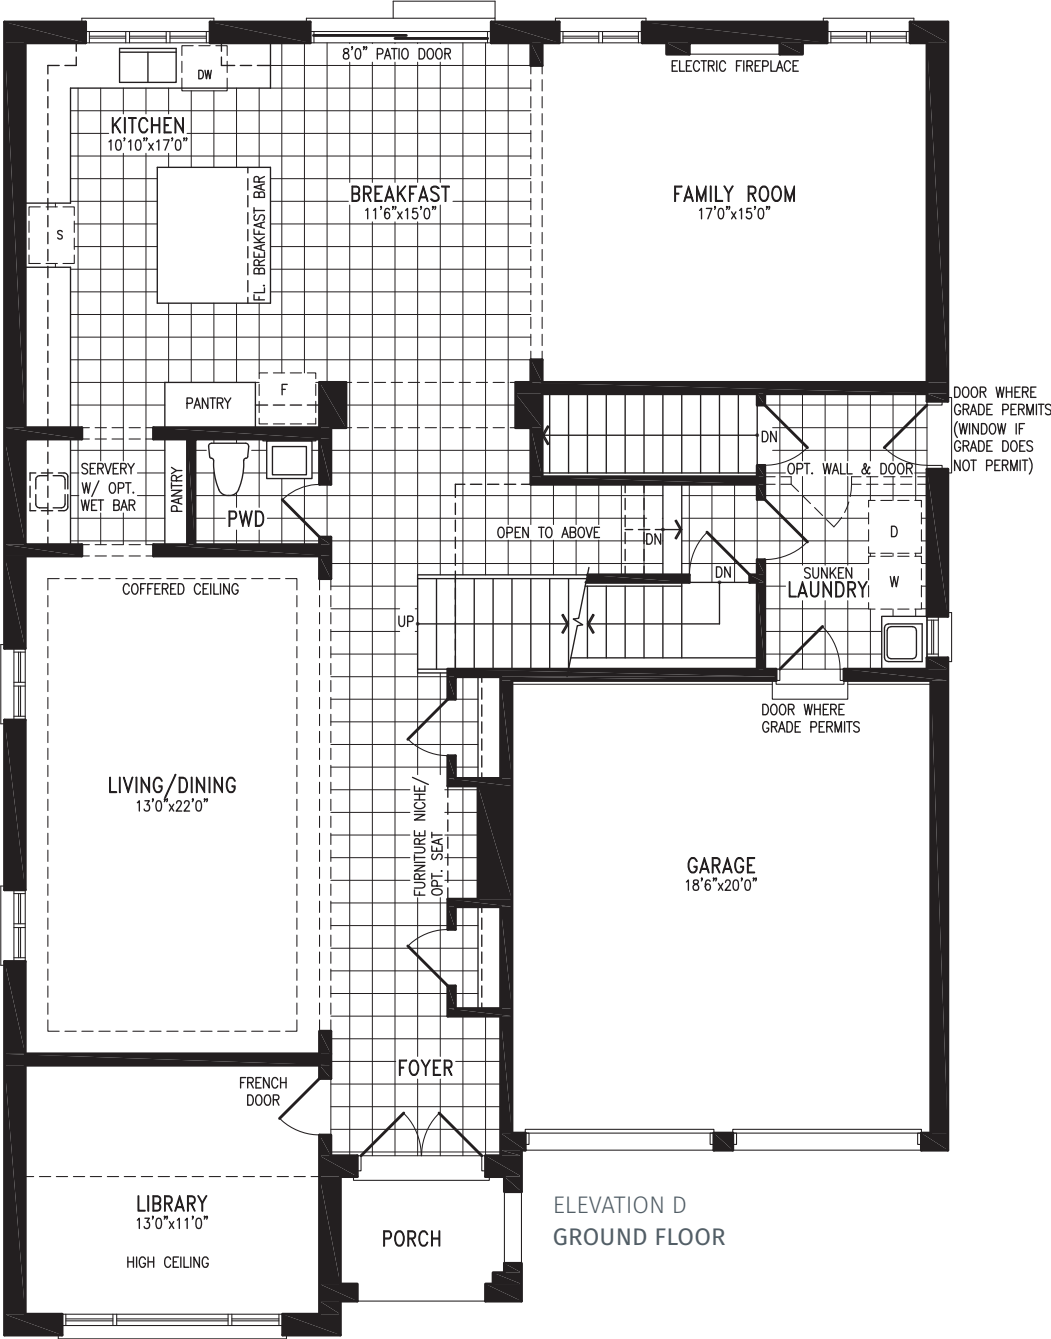 8'0" PATIO DOOR
ELECTRIC FIREPLACE
DW
KITCHEN
10'10"x17'0"
BREAKFAST
11'6"x15'0"
FAMILY ROOM
17'0"x15'0"
S
FL. BREAKFAST BAR
F
PANTRY
DOOR WHERE
GRADE PERMITS
(WINDOW IF
GRADE DOES
NOT PERMIT)
DN
OPT. WALL & DOOR
SERVERY
W/ OPT.
WET BAR
PANTRY
PWD
OPEN TO ABOVE
DN
D
DN
SUNKEN
LAUNDRY
W
COFFERED CEILING
UP
DOOR WHERE
GRADE PERMITS
LIVING/DINING
13'0"x22'0"
FURNITURE NICHE/
OPT. SEAT
GARAGE
18'6"x20'0"
FOYER
FRENCH
DOOR
LIBRARY
13'0"x11'0"
HIGH CEILING
PORCH
ELEVATION D
GROUND FLOOR